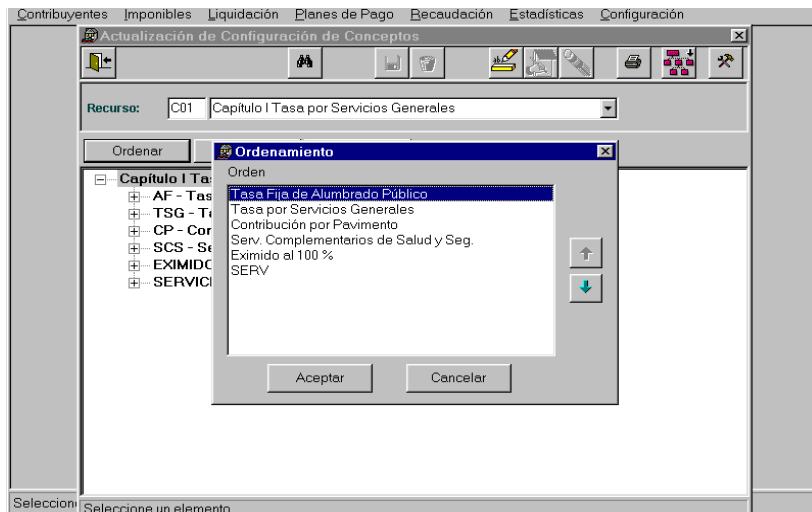 Contribuyentes Imponibles Liquidación Planes de Pago Recaudación Estadísticas Configuración
Actualización de Configuración de Conceptos
Recurso: C01 Capítulo I Tasa por Servicios Generales
Ordenar
Ordenamiento
Orden
Tasa Fija de Alumbrado Público
Tasa por Servicios Generales
Contribución por Pavimento
Serv. Complementarios de Salud y Seg.
Eximido al 100 %
SERV
Aceptar Cancelar
Capítulo I Ta
AF - Tas
TSG - Ta
CP - Con
SCS - Se
EXIMIDO
SERVICI
Seleccion
Seleccione un elemento